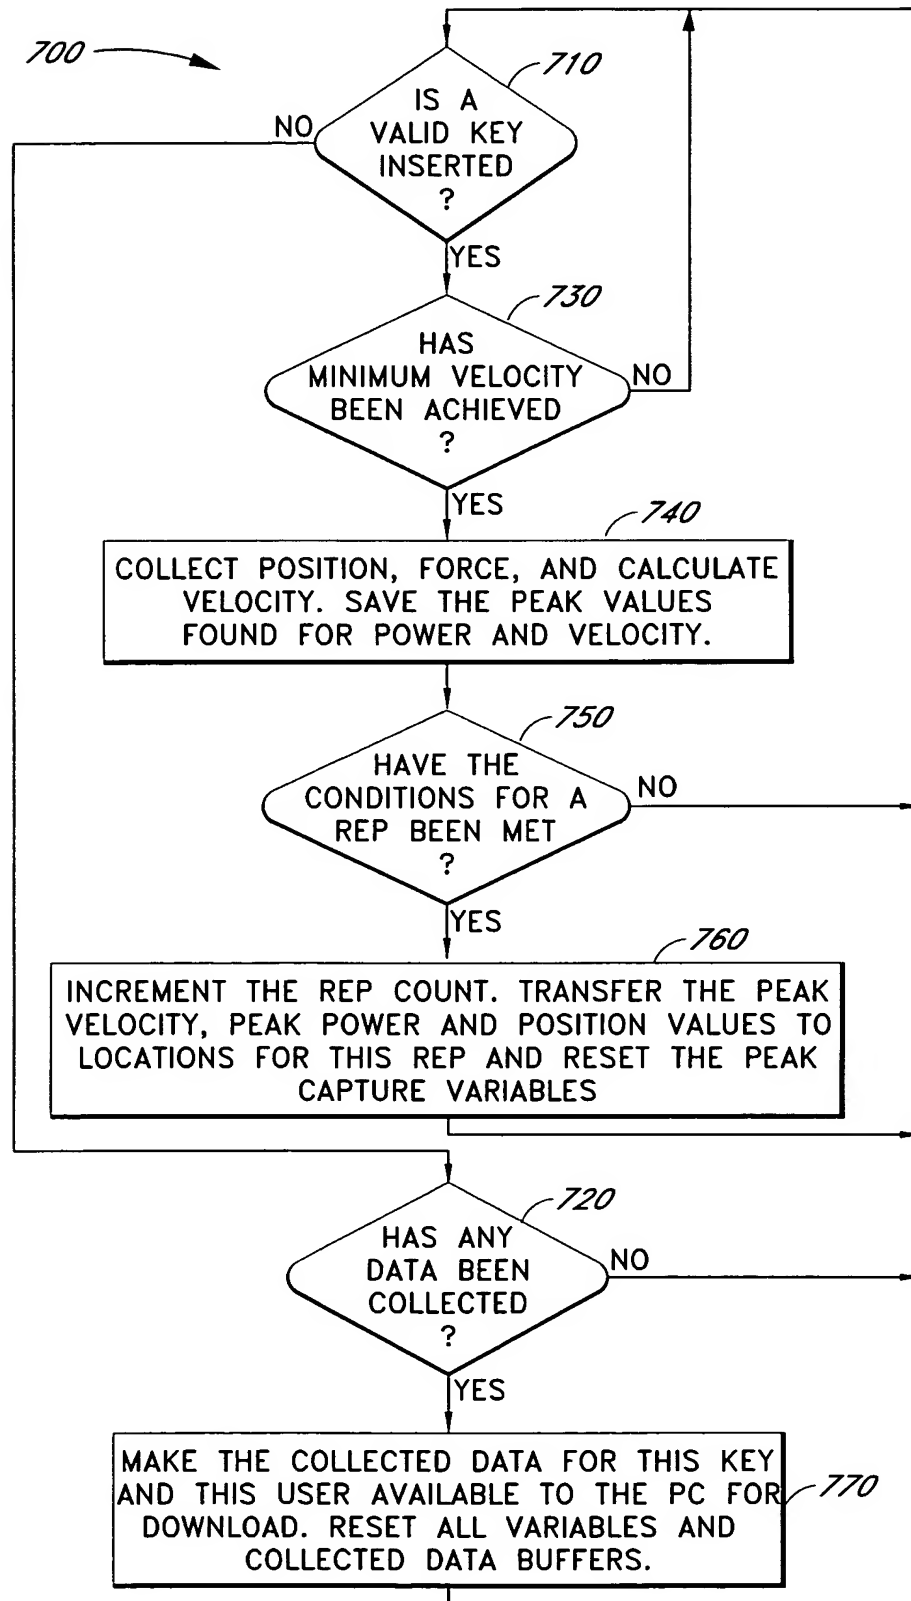 700
710
IS A
VALID KEY
INSERTED
?
NO
YES
730
HAS
MINIMUM VELOCITY
BEEN ACHIEVED
?
NO
YES
740
COLLECT POSITION, FORCE, AND CALCULATE
VELOCITY. SAVE THE PEAK VALUES
FOUND FOR POWER AND VELOCITY.
750
HAVE THE
CONDITIONS FOR A
REP BEEN MET
?
NO
YES
760
INCREMENT THE REP COUNT. TRANSFER THE PEAK
VELOCITY, PEAK POWER AND POSITION VALUES TO
LOCATIONS FOR THIS REP AND RESET THE PEAK
CAPTURE VARIABLES
720
HAS ANY
DATA BEEN
COLLECTED
?
NO
YES
MAKE THE COLLECTED DATA FOR THIS KEY
AND THIS USER AVAILABLE TO THE PC FOR
DOWNLOAD. RESET ALL VARIABLES AND
COLLECTED DATA BUFFERS.
770